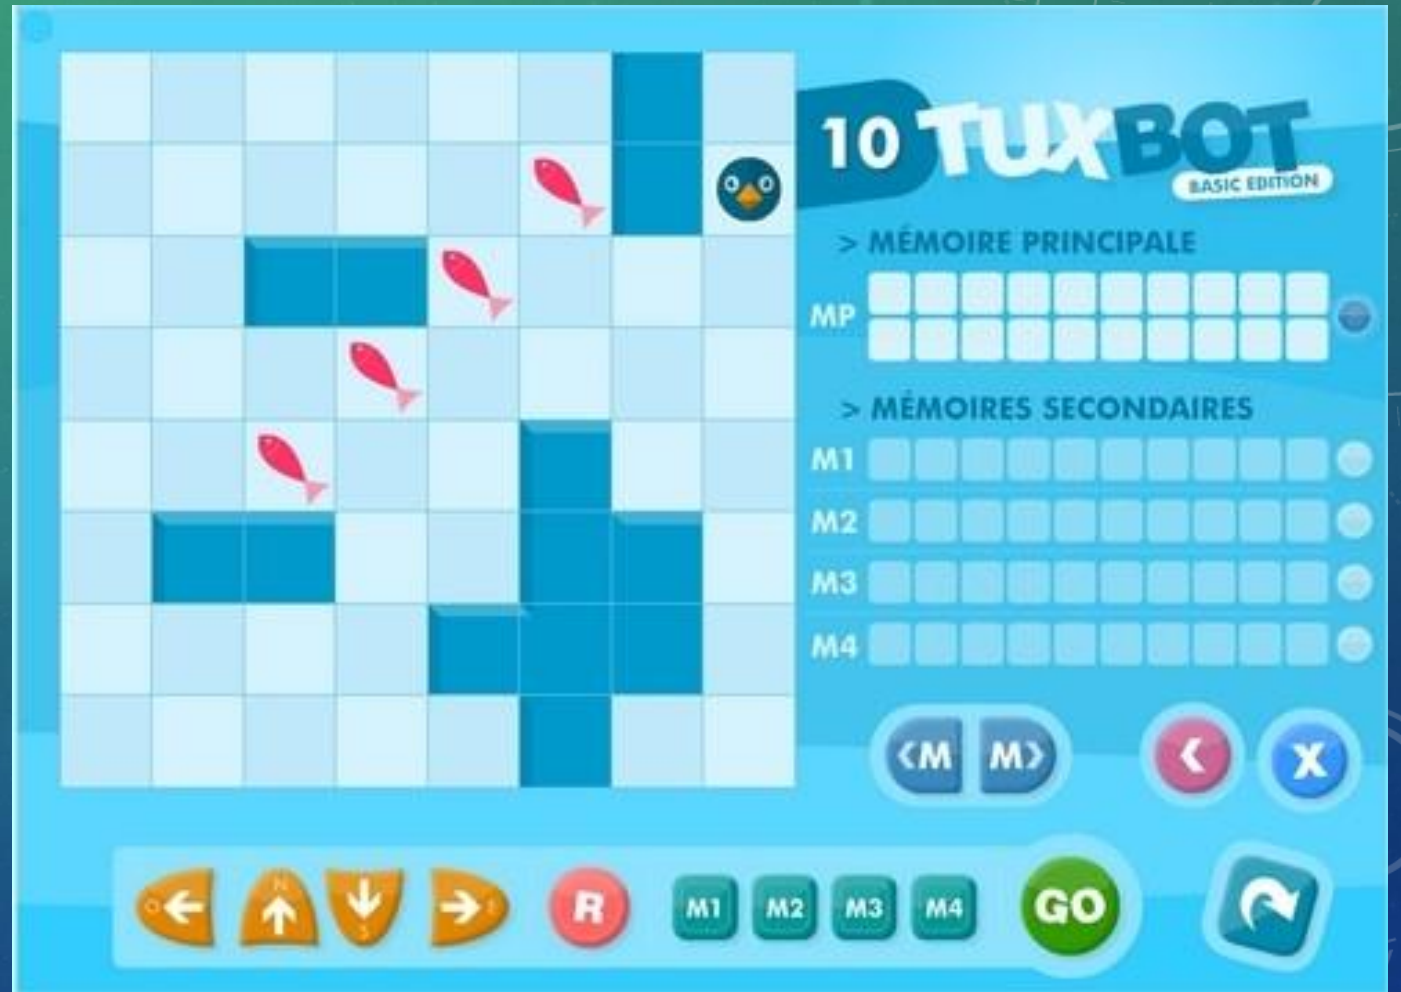 10 TUXBOT
BASIC EDITION
> MÉMOIRE PRINCIPALE
MP
> MÉMOIRES SECONDAIRES
M1
M2
M3
M4
<M M>
< X
O N S E R M1 M2 M3 M4 GO